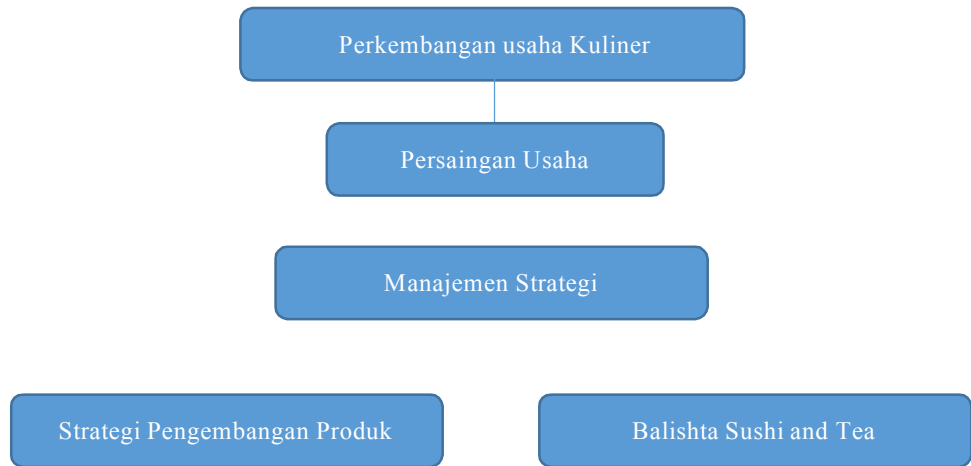 Perkembangan usaha Kuliner
Persaingan Usaha
Manajemen Strategi
Strategi Pengembangan Produk
Balishta Sushi and Tea